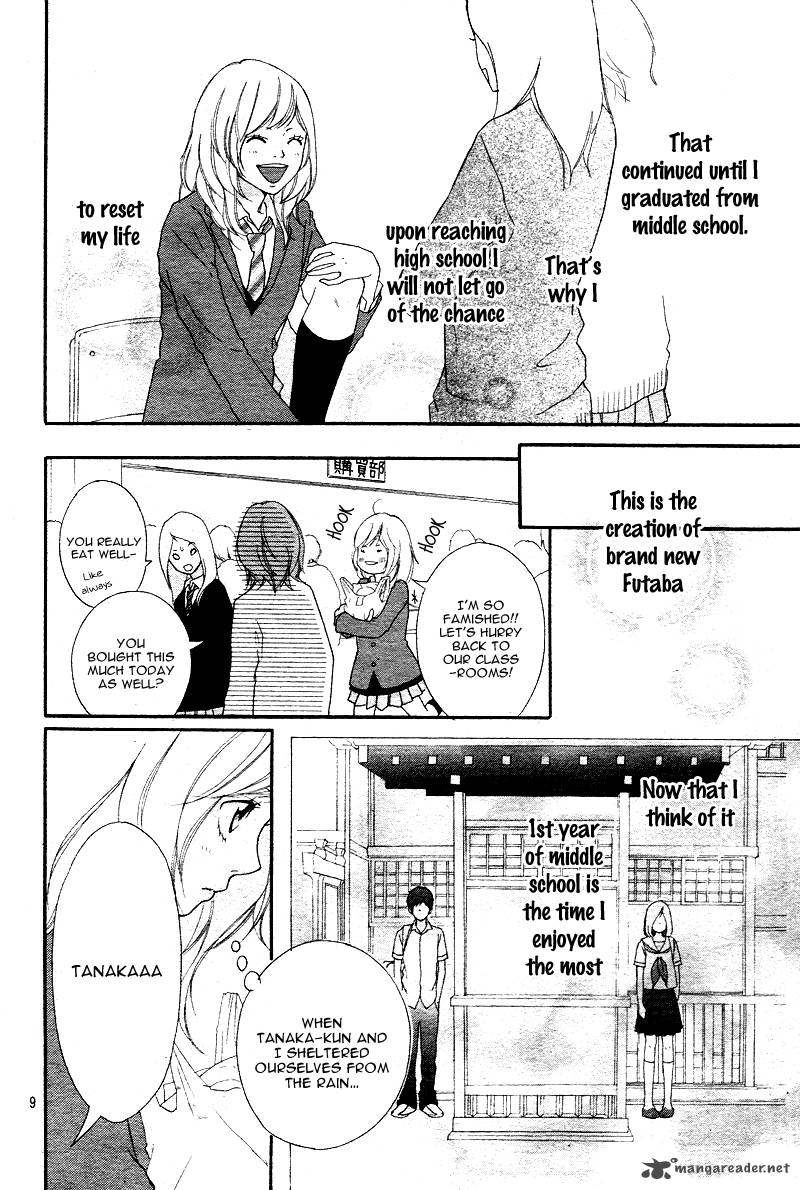 That
continued until I
graduated from
middle school.
That's
why I
upon reaching
high school I
will not let go
of the chance
to reset
my life
This is the
creation of
brand new
Futaba
購買部
HOOK
HOOK
I'M SO
FAMISHED!!
LET'S HURRY
BACK TO
OUR CLASS
-ROOMS!
YOU REALLY
EAT WELL~
Like
always
YOU
BOUGHT THIS
MUCH TODAY
AS WELL?
Now that I
think of it
1st year
of middle
school is
the time I
enjoyed
the most
WHEN
TANAKA-KUN AND
I SHELTERED
OURSELVES FROM
THE RAIN...
TANAKAAA
9
mangareader.net